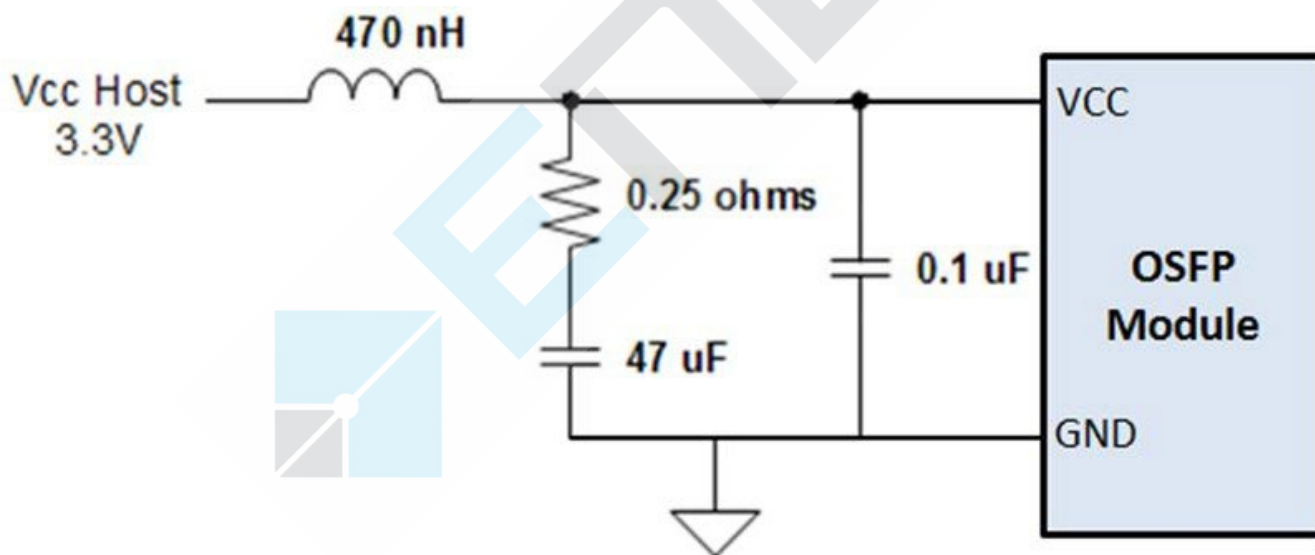 470 nH
Vcc Host
3.3V
VCC
0.25 ohms
0.1 uF
OSFP
Module
47 uF
GND